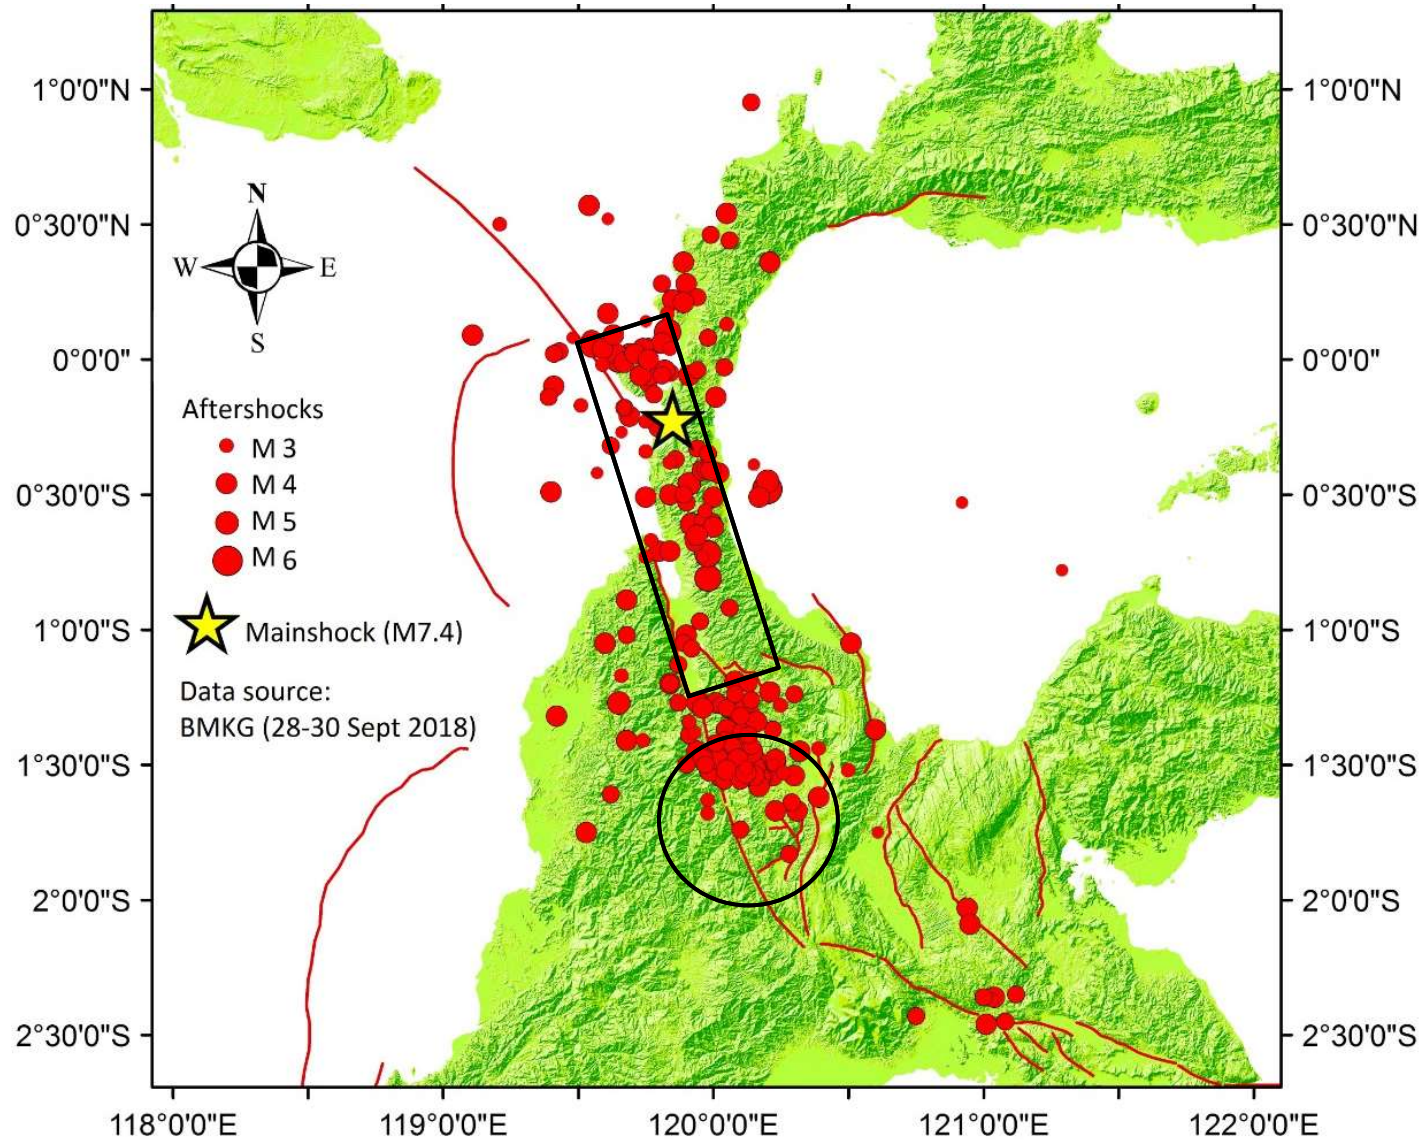 1°0'0"N
1°0'0"N
N
0°30'0"N
0°30'0"N
W
E
S
0°0'0"
0°0'0"
Aftershocks
M 3
M 4
0°30'0"S
0°30'0"S
M 5
M 6
1°0'0"S
1°0'0"S
Mainshock (M7.4)
Data source:
BMKG (28-30 Sept 2018)
1°30'0"S
1°30'0"S
2°0'0"S
2°0'0"S
2°30'0"S
2°30'0"S
118°0'0"E
119°0'0"E
120°0'0"E
121°0'0"E
122°0'0"E